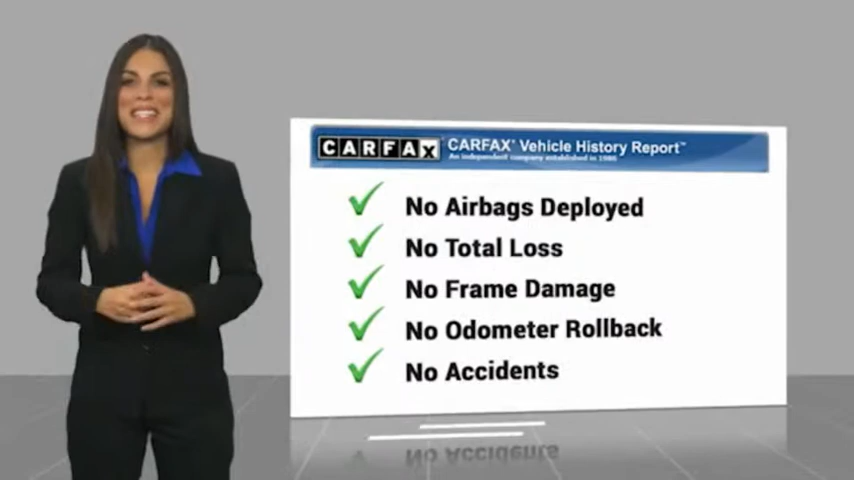 CARFAX CARFAX® Vehicle History Report™
An independent company established in 1986
No Airbags Deployed
No Total Loss
No Frame Damage
No Odometer Rollback
No Accidents